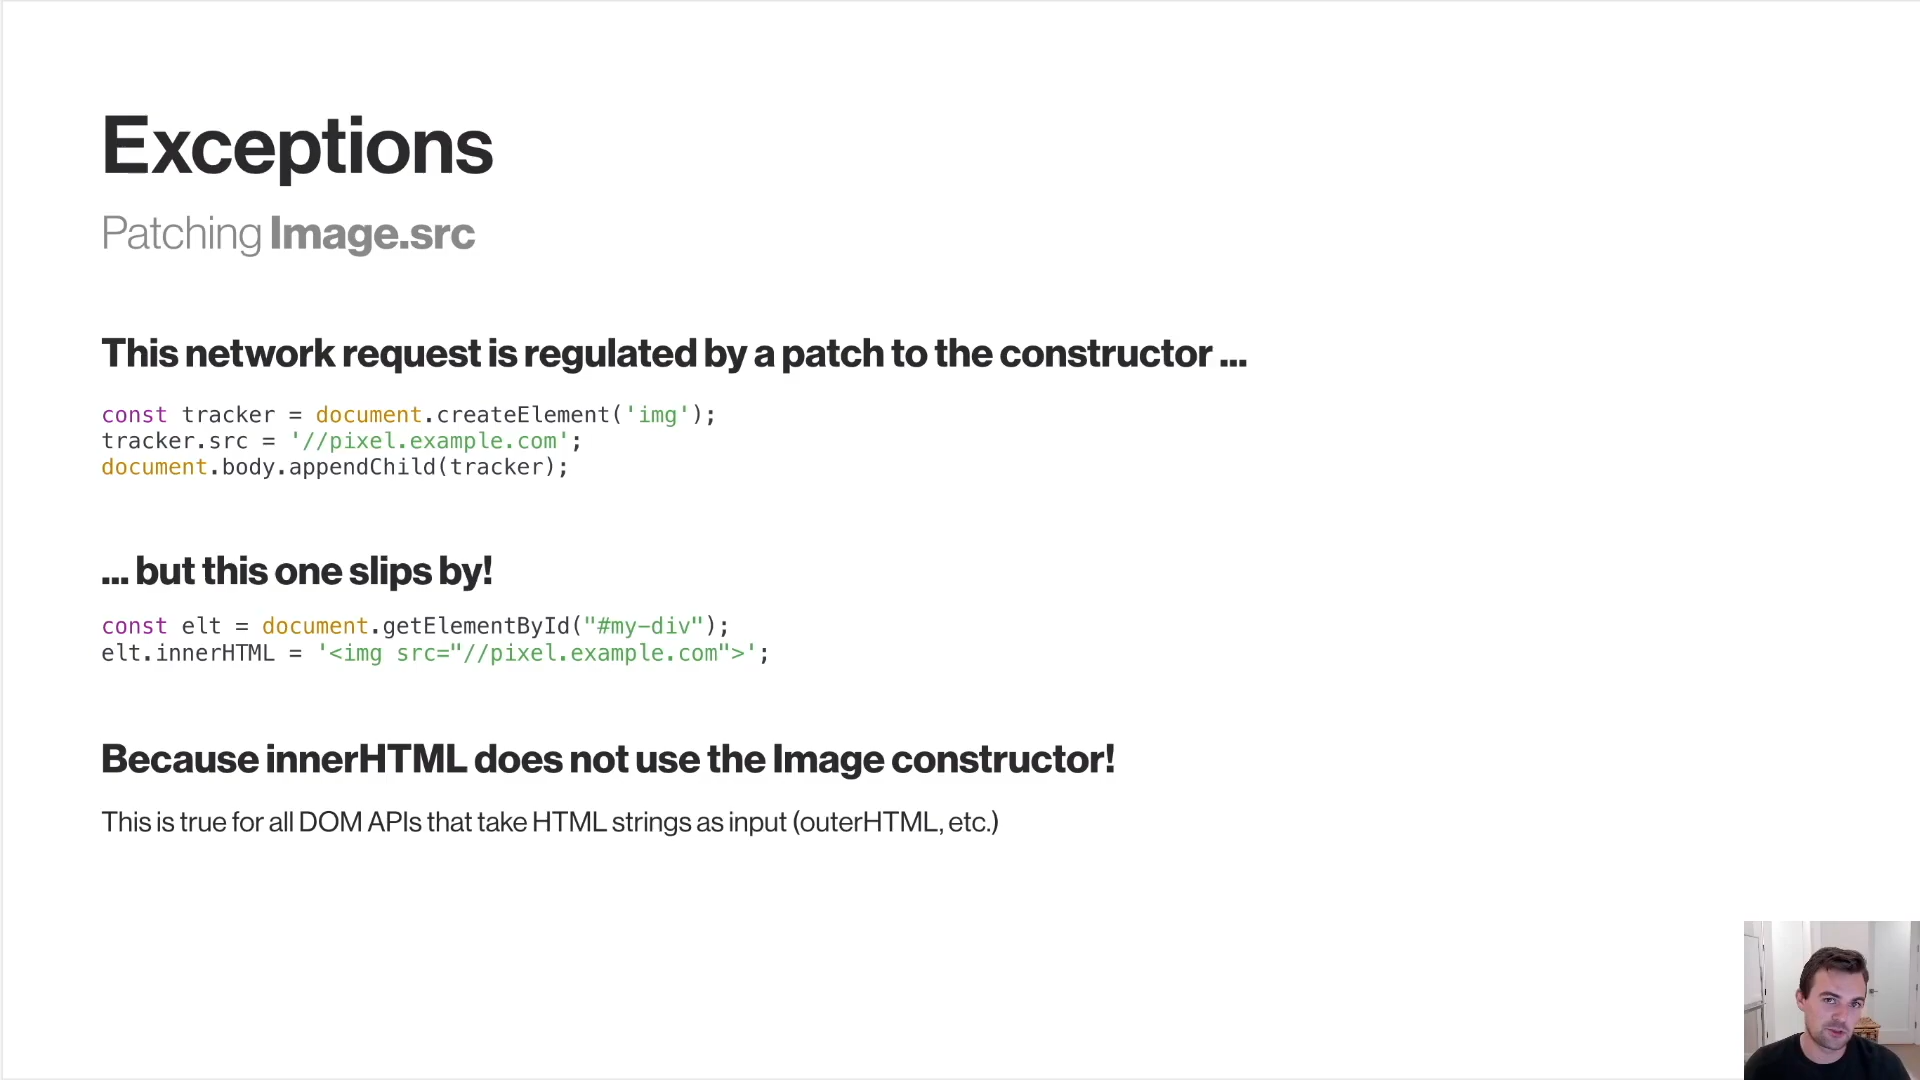 Exceptions
Patching Image.src
This network request is regulated by a patch to the constructor ...
const tracker = document.createElement('img');
tracker.src = '//pixel.example.com';
document.body.appendChild(tracker);
... but this one slips by!
const elt = document.getElementById("#my-div");
elt.innerHTML = '<img src="//pixel.example.com">';
Because innerHTML does not use the Image constructor!
This is true for all DOM APIs that take HTML strings as input (outerHTML, etc.)